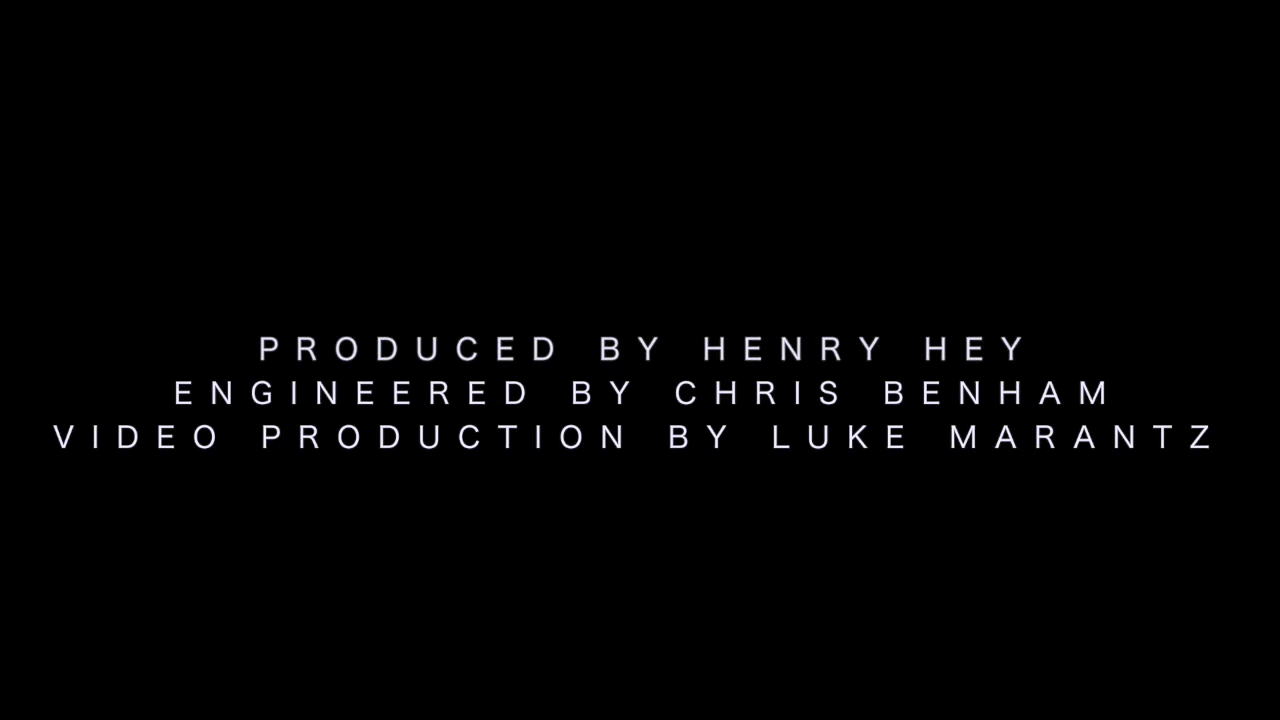 PRODUCED BY HENRY HEY
ENGINEERED BY CHRIS BENHAM
VIDEO PRODUCTION BY LUKE MARANTZ